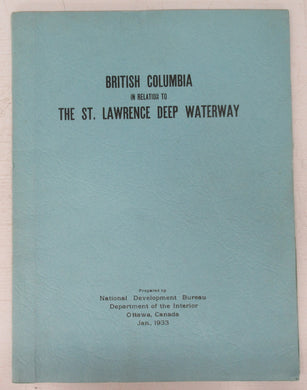 BRITISH COLUMBIA
IN RELATION TO
THE ST. LAWRENCE DEEP WATERWAY
Prepared by
National Development Bureau
Department of the Interior
Ottawa, Canada
Jan. 1933